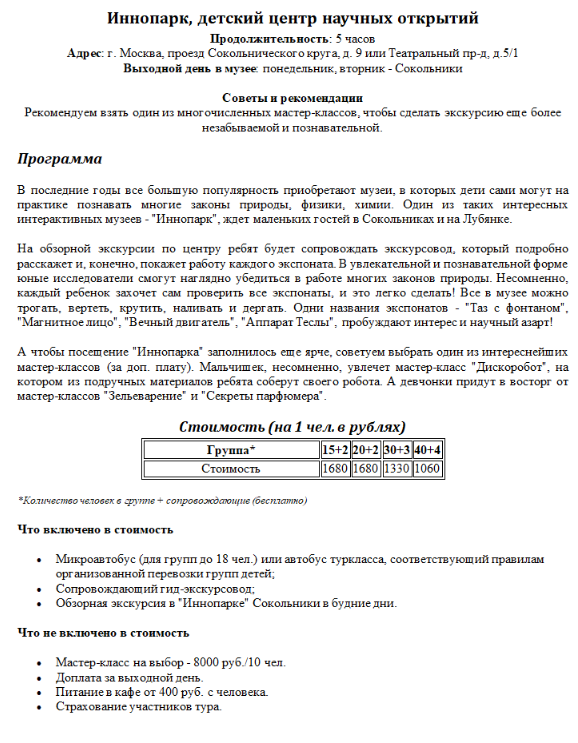 Иннопарк, детский центр научных открытий
Продолжительность: 5 часов
Адрес: г. Москва, проезд Сокольнического круга, д. 9 или Театральный пр-д, д.5/1
Выходной день в музее: понедельник, вторник - Сокольники
Советы и рекомендации
Рекомендуем взять один из многочисленных мастер-классов, чтобы сделать экскурсию еще более
незабываемой и познавательной.
Программа
В последние годы все большую популярность приобретают музеи, в которых дети сами могут на
практике познавать многие законы природы, физики, химии. Один из таких интересных
интерактивных музеев - "Иннопарк", ждет маленьких гостей в Сокольниках и на Лубянке.
На обзорной экскурсии по центру ребят будет сопровождать экскурсовод, который подробно
расскажет и, конечно, покажет работу каждого экспоната. В увлекательной и познавательной форме
юные исследователи смогут наглядно убедиться в работе многих законов природы. Несомненно,
каждый ребенок захочет сам проверить все экспонаты, и это легко сделать! Все в музее можно
трогать, вертеть, крутить, наливать и дергать. Одни названия экспонатов - "Таз с фонтаном",
"Магнитное лицо", "Вечный двигатель", "Аппарат Теслы", пробуждают интерес и научный азарт!
А чтобы посещение "Иннопарка" заполнилось еще ярче, советуем выбрать один из интереснейших
мастер-классов (за доп. плату). Мальчишек, несомненно, увлечет мастер-класс "Дискоробот", на
котором из подручных материалов ребята соберут своего робота. А девчонки придут в восторг от
мастер-классов "Зельеварение" и "Секреты парфюмера".
Стоимость (на 1 чел. в рублях)
Группа* 15+2 20+2 30+3 40+4
Стоимость 1680 1680 1330 1060
*Количество человек в группе + сопровождающие (бесплатно)
Что включено в стоимость
• Микроавтобус (для групп до 18 чел.) или автобус туркласса, соответствующий правилам
организованной перевозки групп детей;
• Сопровождающий гид-экскурсовод;
• Обзорная экскурсия в "Иннопарке" Сокольники в будние дни.
Что не включено в стоимость
• Мастер-класс на выбор - 8000 руб./10 чел.
• Доплата за выходной день.
• Питание в кафе от 400 руб. с человека.
• Страхование участников тура.